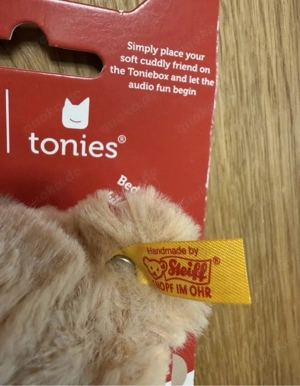 Simply place your
soft cuddly friend on
the Toniebox and let the
audio fun begin
tonies®
Bed
Handmade by
Steiff
KNOPF IM OHR